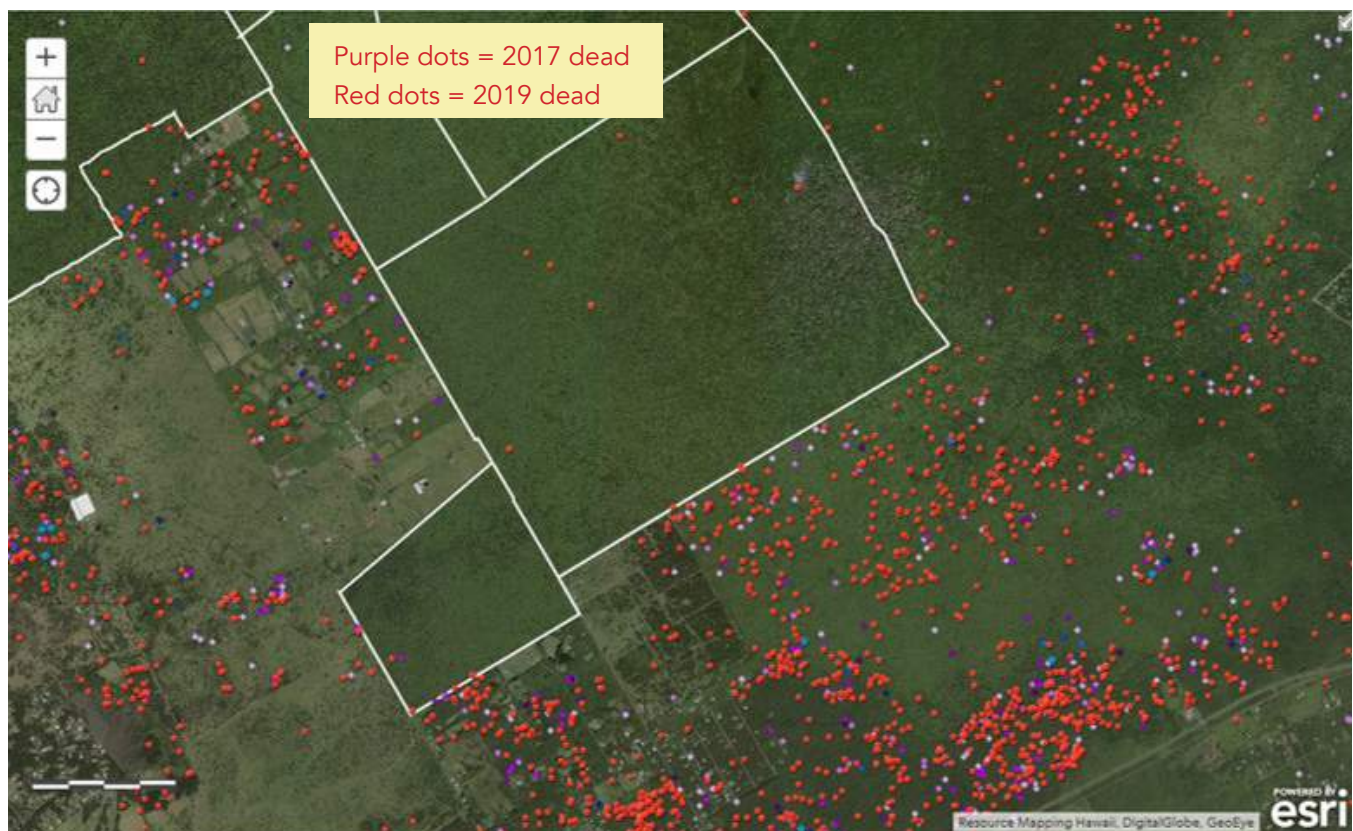 Purple dots = 2017 dead
Red dots = 2019 dead
+
−
POWERED BY
esri
Resource Mapping Hawaii, DigitalGlobe, GeoEye